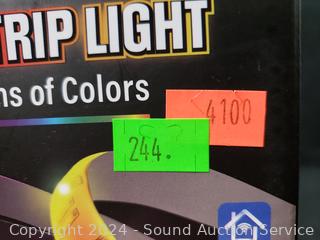 TRIP LIGHT
ns of Colors
4100
244.
Copyright 2024 - Sound Auction Service